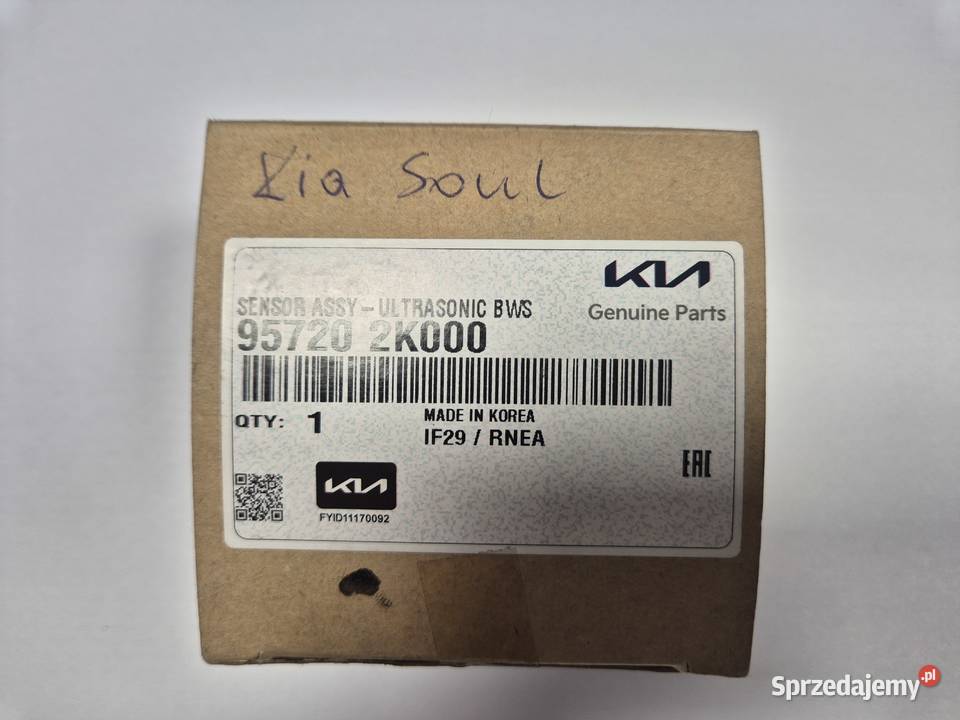 Kia Soul
KIA
Genuine Parts
SENSOR ASSY - ULTRASONIC BWS
95720 2K000
QTY: 1
MADE IN KOREA
IF29 / RNEA
EAC
KIA
FYID11170092
Sprzedajemy.pl